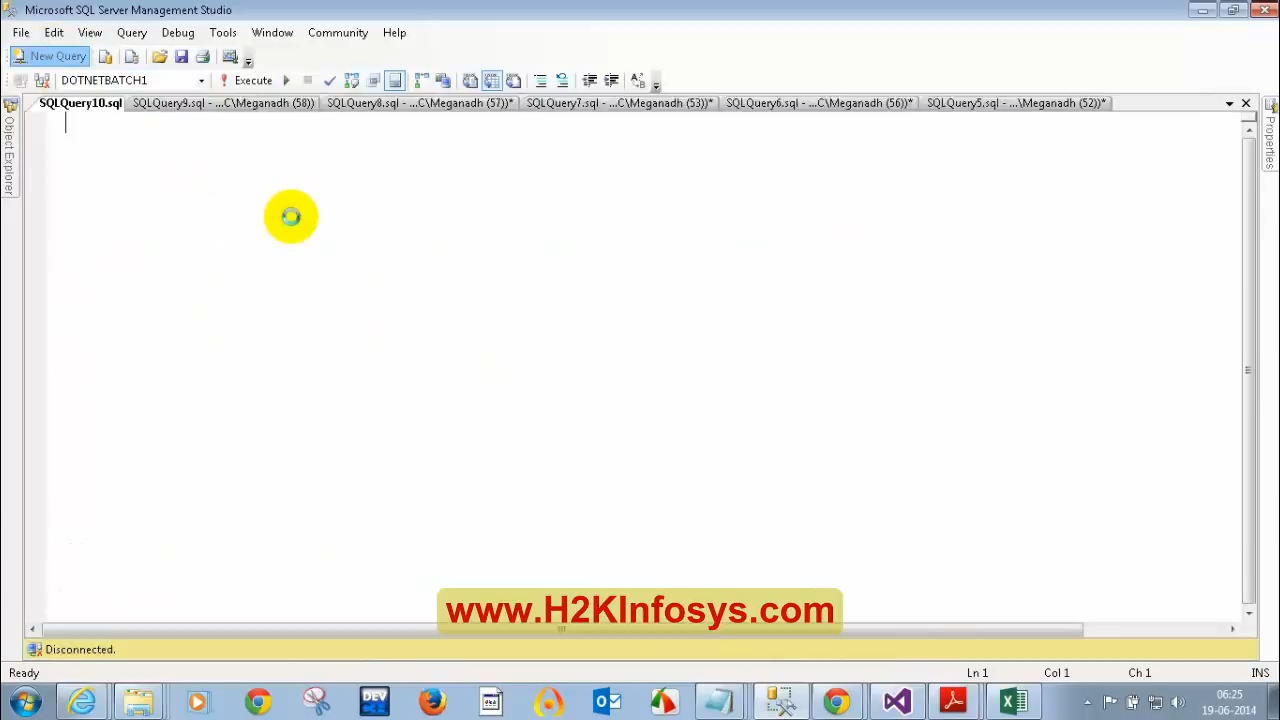 Microsoft SQL Server Management Studio
File Edit View Query Debug Tools Window Community Help
New Query
DOTNETBATCH1 Execute
SQLQuery10.sql SQLQuery9.sql - ...C\Meganadh (58)) SQLQuery8.sql - ...C\Meganadh (57))* SQLQuery7.sql - ...C\Meganadh (53))* SQLQuery6.sql - ...C\Meganadh (56))* SQLQuery5.sql - ...\Meganadh (52))*
Object Explorer
Properties
www.H2KInfosys.com
Disconnected.
Ready Ln 1 Col 1 Ch 1 INS
DEV
06:25
19-06-2014